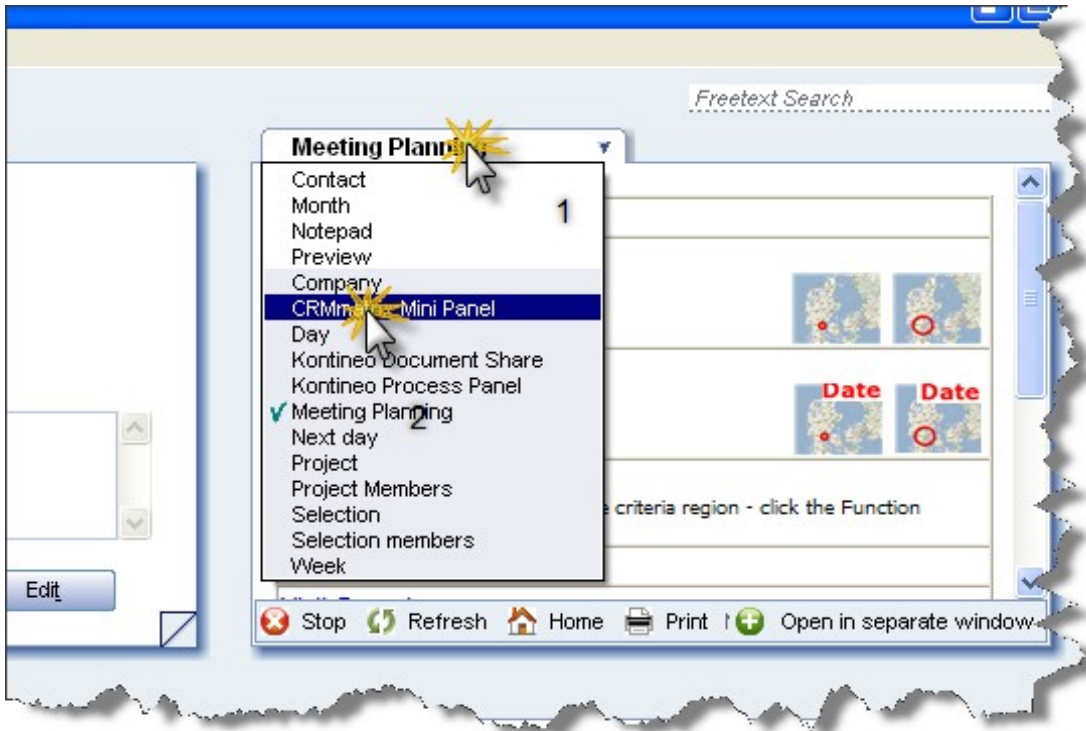 Freetext Search
Meeting Planning
Contact
Month
1
Notepad
Preview
Company
Mini Panel
Day
Kontineo Document Share
Kontineo Process Panel
Date Date
Meeting Planning
2
Next day
Project
Project Members
Selection
criteria region - click the Function
Selection members
Week
Edit
Stop Refresh Home Print Open in separate window